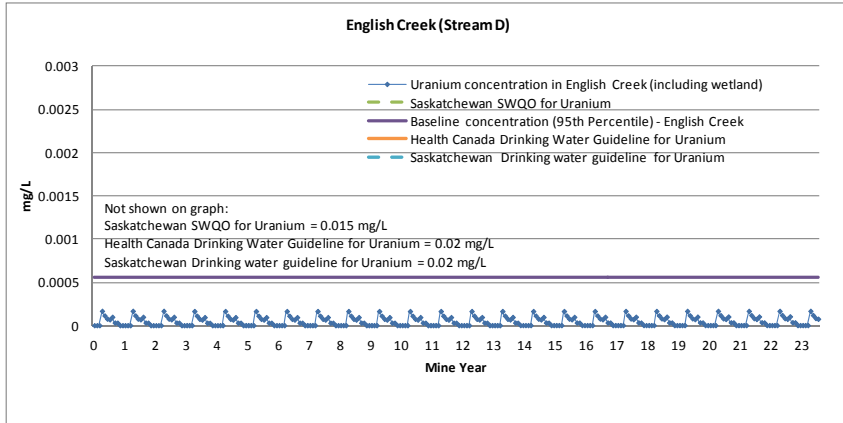 English Creek (Stream D)
0.003
0.0025
0.002
0.0015
0.001
0.0005
0
mg/L
Uranium concentration in English Creek (including wetland)
Saskatchewan SWQO for Uranium
Baseline concentration (95th Percentile) - English Creek
Health Canada Drinking Water Guideline for Uranium
Saskatchewan Drinking water guideline for Uranium
Not shown on graph:
Saskatchewan SWQO for Uranium = 0.015 mg/L
Health Canada Drinking Water Guideline for Uranium = 0.02 mg/L
Saskatchewan Drinking water guideline for Uranium = 0.02 mg/L
0 1 2 3 4 5 6 7 8 9 10 11 12 13 14 15 16 17 18 19 20 21 22 23
Mine Year